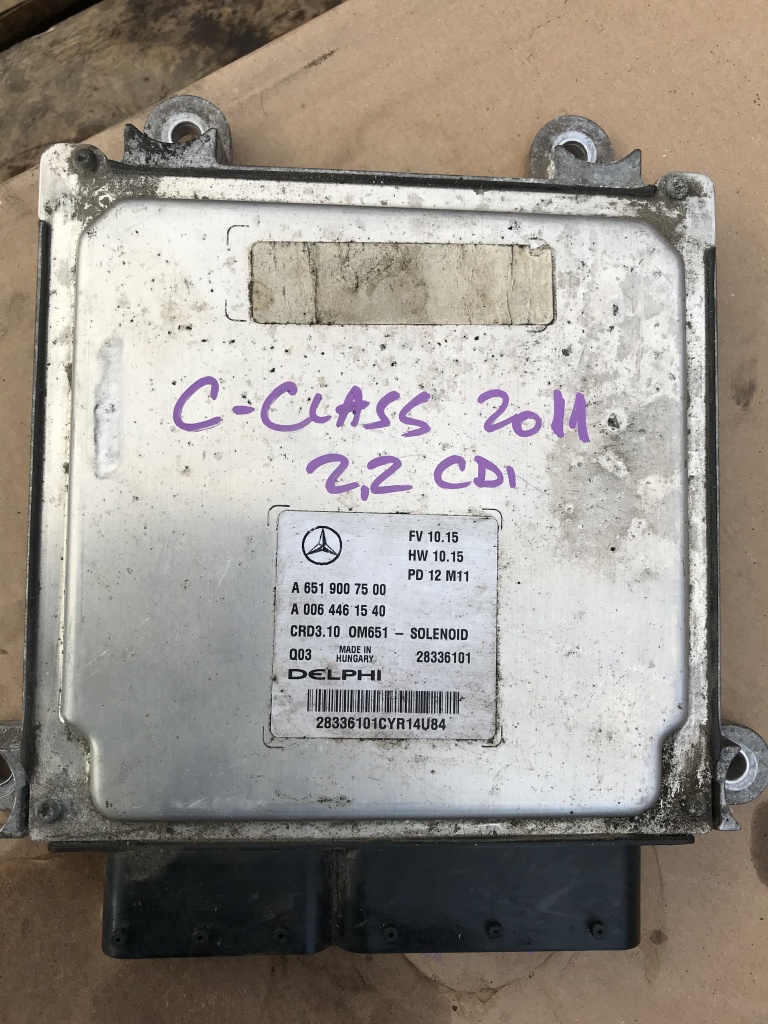 C-CLASS 2011
2,2 CDI
FV 10.15
HW 10.15
PD 12 M11
A 651 900 75 00
A 006 446 15 40
CRD3.10 OM651 – SOLENOID
Q03 MADE IN HUNGARY 28336101
DELPHI
28336101CYR14U84